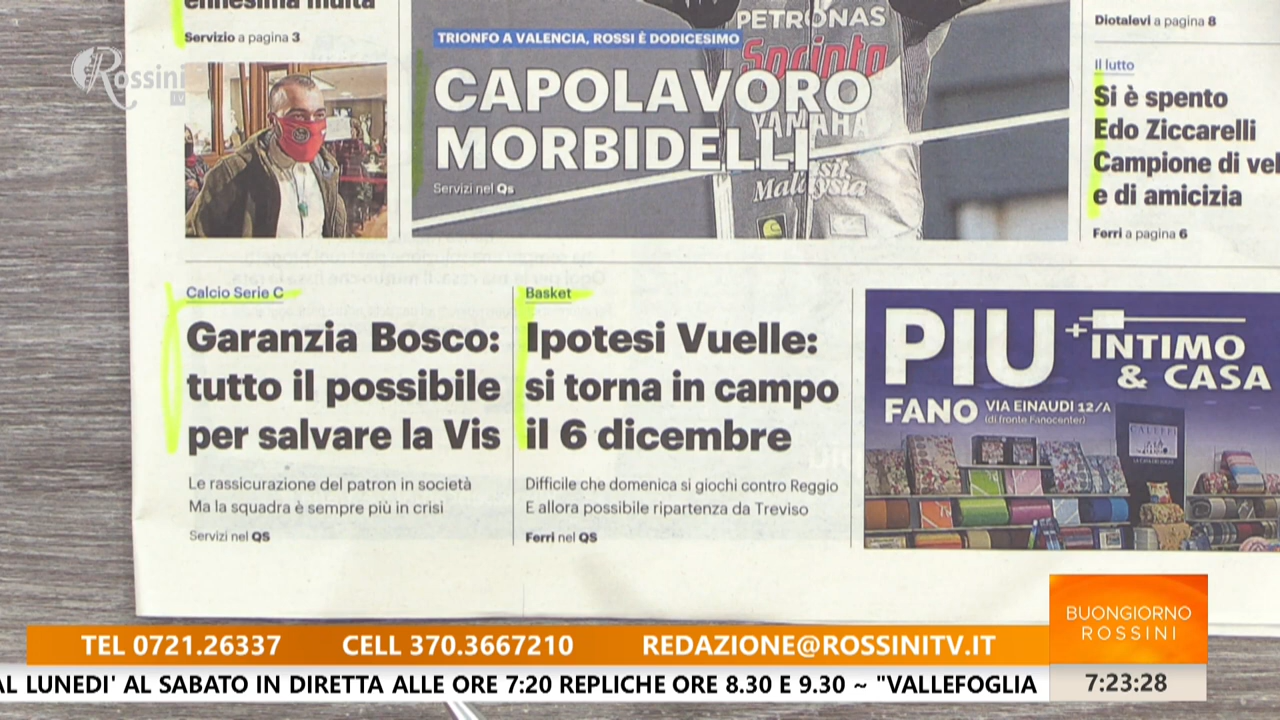 ennesima multa
Servizio a pagina 3
Rossini
TV
TRIONFO A VALENCIA, ROSSI È DODICESIMO
CAPOLAVORO
MORBIDELLI
Servizi nel Qs
PETRONAS
Sprinta
YAMAHA
Malaysia
Diotalevi a pagina 8
Il lutto
Si è spento
Edo Ziccarelli
Campione di vel
e di amicizia
Ferri a pagina 6
Calcio Serie C
Garanzia Bosco:
tutto il possibile
per salvare la Vis
Le rassicurazione del patron in società
Ma la squadra è sempre più in crisi
Servizi nel QS
Basket
Ipotesi Vuelle:
si torna in campo
il 6 dicembre
Difficile che domenica si giochi contro Reggio
E allora possibile ripartenza da Treviso
Ferri nel QS
PIU + INTIMO
& CASA
FANO VIA EINAUDI 12/A
(di fronte Fanocenter)
CALEFFI
TEL 0721.26337 CELL 370.3667210 REDAZIONE@ROSSINITV.IT
BUONGIORNO
ROSSINI
AL LUNEDI' AL SABATO IN DIRETTA ALLE ORE 7:20 REPLICHE ORE 8.30 E 9.30 ~ "VALLEFOGLIA
7:23:28